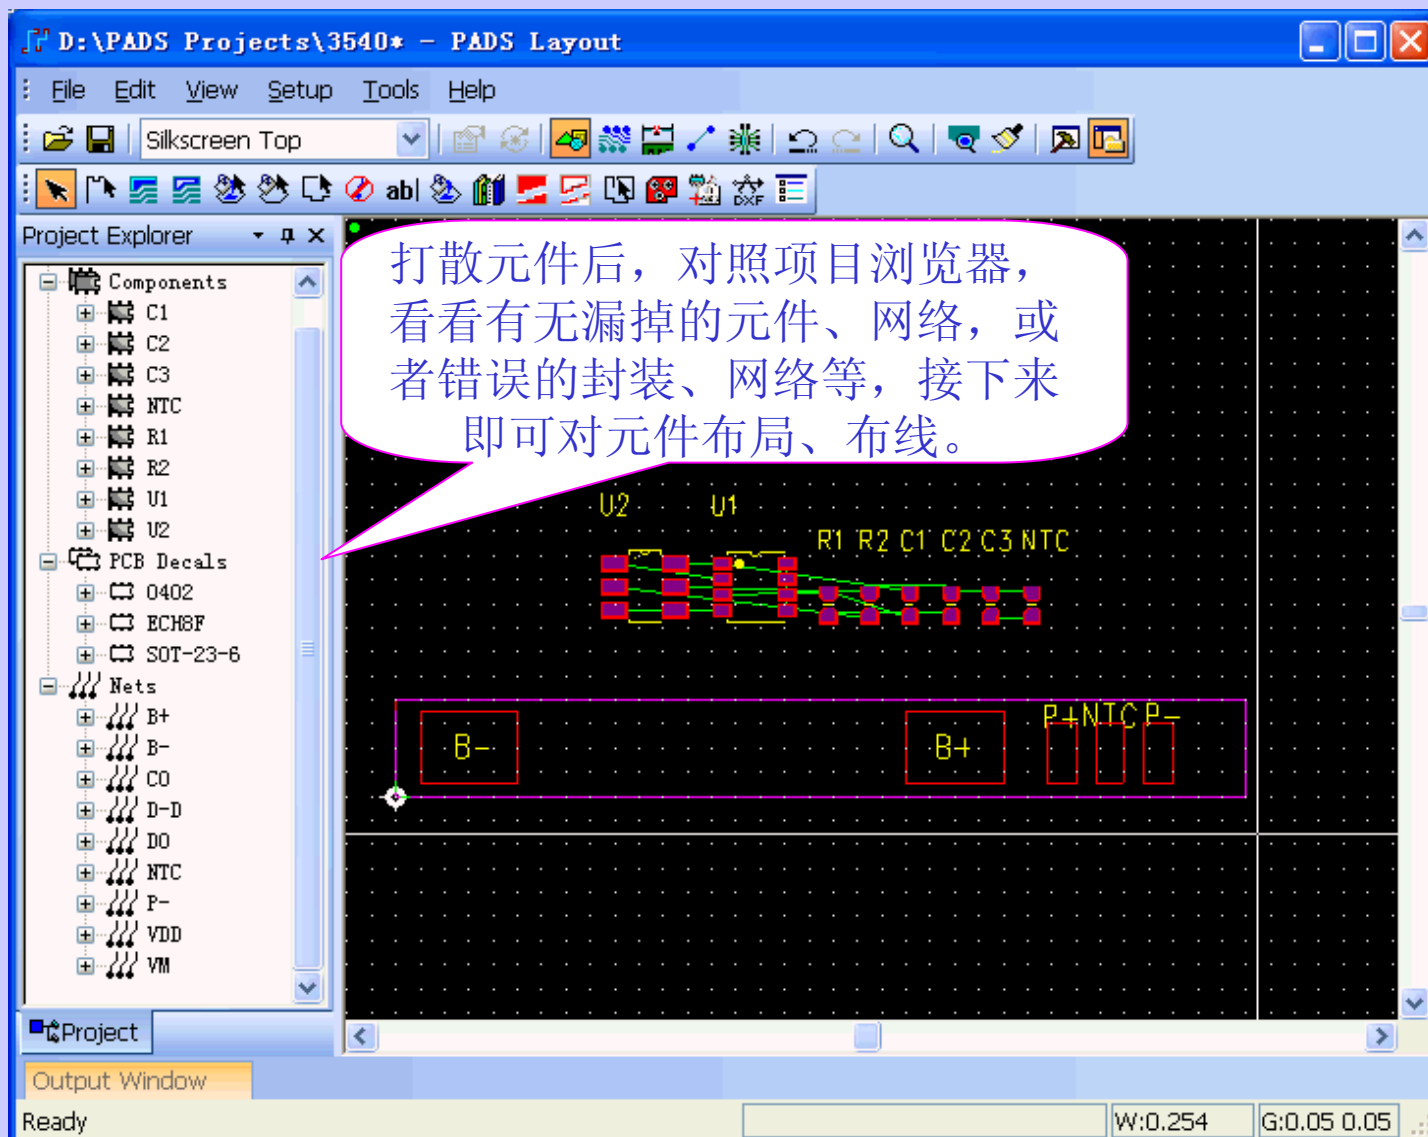 D:\PADS Projects\3540* - PADS Layout
File Edit View Setup Tools Help
Silkscreen Top
ab|
DXF
Project Explorer
Components
C1
C2
C3
NTC
R1
R2
U1
U2
PCB Decals
0402
ECH8F
SOT-23-6
Nets
B+
B-
CO
D-D
DO
NTC
P-
VDD
VM
Project
打散元件后，对照项目浏览器，
看看有无漏掉的元件、网络，或
者错误的封装、网络等，接下来
即可对元件布局、布线。
U2 U1
R1 R2 C1 C2 C3 NTC
P+ NTC P-
B- B+
Output Window
Ready W:0.254 G:0.05 0.05